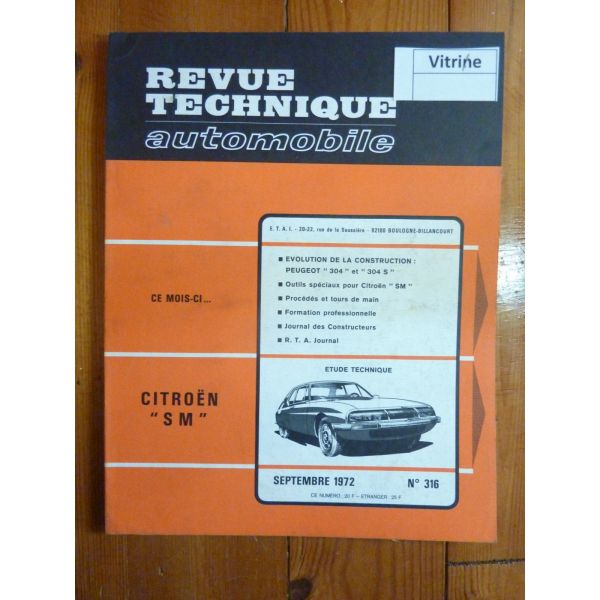 Vitrine
REVUE
TECHNIQUE
automobile
E. T. A. I. - 20-22, rue de la Saussière - 92100 BOULOGNE-BILLANCOURT
■ EVOLUTION DE LA CONSTRUCTION :
PEUGEOT " 304 " et " 304 S "
■ Outils spéciaux pour Citroën " SM "
■ Procédés et tours de main
■ Formation professionnelle
■ Journal des Constructeurs
■ R. T. A. Journal
CE MOIS-CI...
ETUDE TECHNIQUE
CITROËN
" SM "
SEPTEMBRE 1972 N° 316
CE NUMERO : 20 F - ETRANGER : 25 F